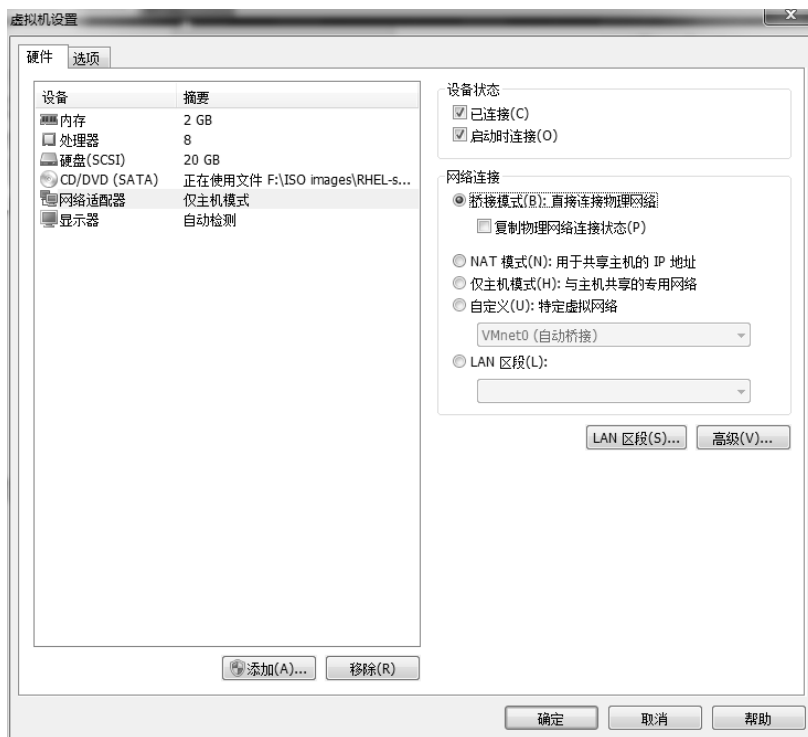 虚拟机设置
硬件 选项
设备 摘要
内存 2 GB
处理器 8
硬盘(SCSI) 20 GB
CD/DVD (SATA) 正在使用文件 F:\ISO images\RHEL-s...
网络适配器 仅主机模式
显示器 自动检测
添加(A)... 移除(R)
设备状态
已连接(C)
启动时连接(O)
网络连接
桥接模式(B): 直接连接物理网络
复制物理网络连接状态(P)
NAT 模式(N): 用于共享主机的 IP 地址
仅主机模式(H): 与主机共享的专用网络
自定义(U): 特定虚拟网络
VMnet0 (自动桥接)
LAN 区段(L):
LAN 区段(S)... 高级(V)...
确定 取消 帮助